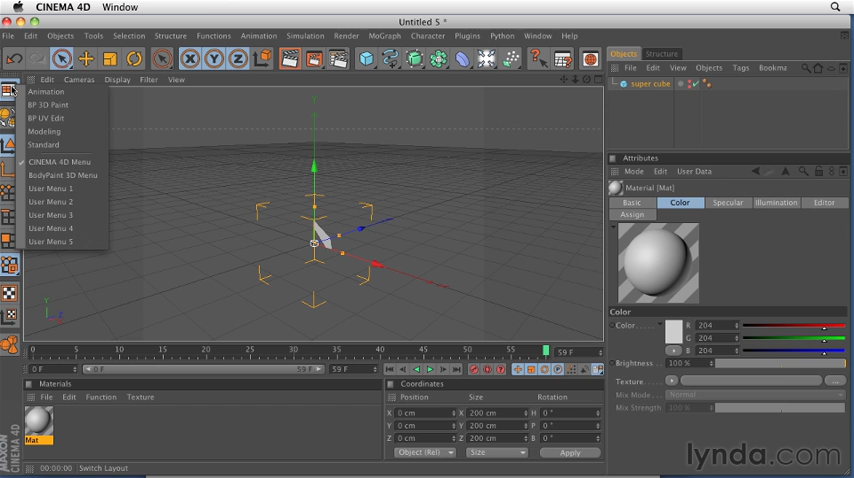 CINEMA 4D Window
Untitled 5 *
File Edit Objects Tools Selection Structure Functions Animation Simulation Render MoGraph Character Plugins Python Window Help
X Y Z
Objects Structure
File Edit View Objects Tags Bookma
super cube
Edit Cameras Display Filter View
Animation
BP 3D Paint
BP UV Edit
Modeling
Standard
CINEMA 4D Menu
BodyPaint 3D Menu
User Menu 1
User Menu 2
User Menu 3
User Menu 4
User Menu 5
Y
Y
Z
Attributes
Mode Edit User Data
Material [Mat]
Basic Color Specular Illumination Editor
Assign
Color
Color R 204
G 204
B 204
Brightness 100 %
Texture ...
Mix Mode Normal
Mix Strength 100 %
0 5 10 15 20 25 30 35 40 45 50 55 59 F
0 F 0 F 59 F 59 F
Materials
File Edit Function Texture
Mat
Coordinates
Position Size Rotation
X 0 cm X 200 cm H 0 °
Y 0 cm Y 200 cm P 0 °
Z 0 cm Z 200 cm B 0 °
Object (Rel) Size Apply
MAXON
CINEMA 4D
00:00:00 Switch Layout
lynda.com